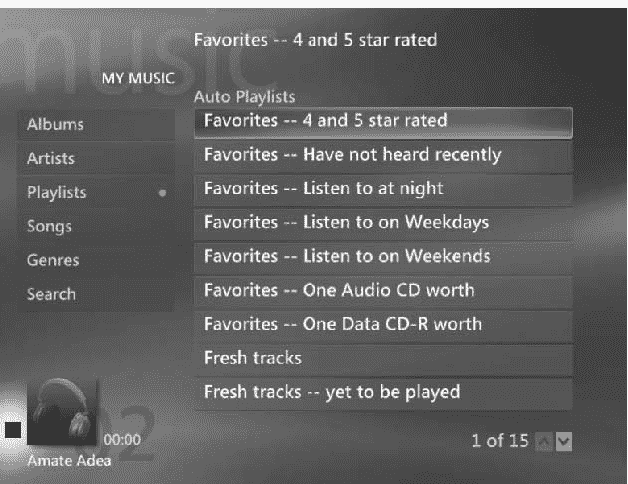 music
Favorites -- 4 and 5 star rated
MY MUSIC
Auto Playlists
Albums
Artists
Playlists
Songs
Genres
Search
Favorites -- 4 and 5 star rated
Favorites -- Have not heard recently
Favorites -- Listen to at night
Favorites -- Listen to on Weekdays
Favorites -- Listen to on Weekends
Favorites -- One Audio CD worth
Favorites -- One Data CD-R worth
Fresh tracks
Fresh tracks -- yet to be played
02
00:00
Amate Adea
1 of 15